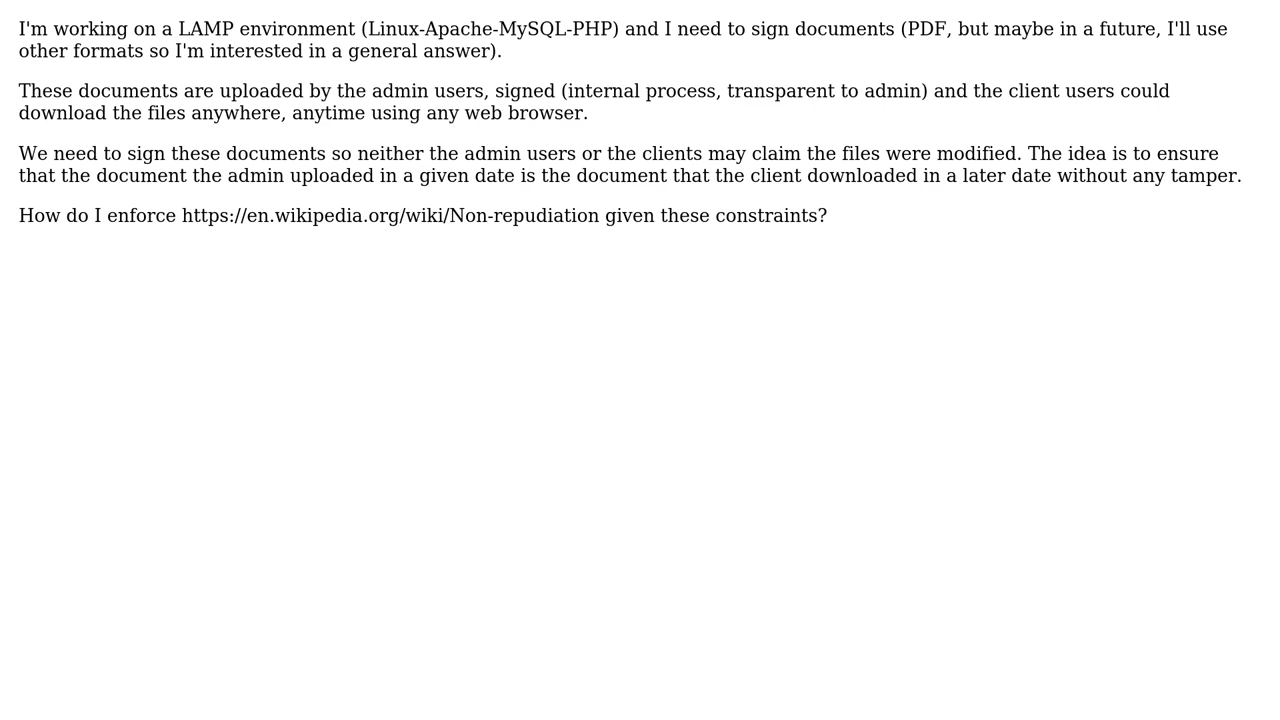 I'm working on a LAMP environment (Linux-Apache-MySQL-PHP) and I need to sign documents (PDF, but maybe in a future, I'll use
other formats so I'm interested in a general answer).
These documents are uploaded by the admin users, signed (internal process, transparent to admin) and the client users could
download the files anywhere, anytime using any web browser.
We need to sign these documents so neither the admin users or the clients may claim the files were modified. The idea is to ensure
that the document the admin uploaded in a given date is the document that the client downloaded in a later date without any tamper.
How do I enforce https://en.wikipedia.org/wiki/Non-repudiation given these constraints?